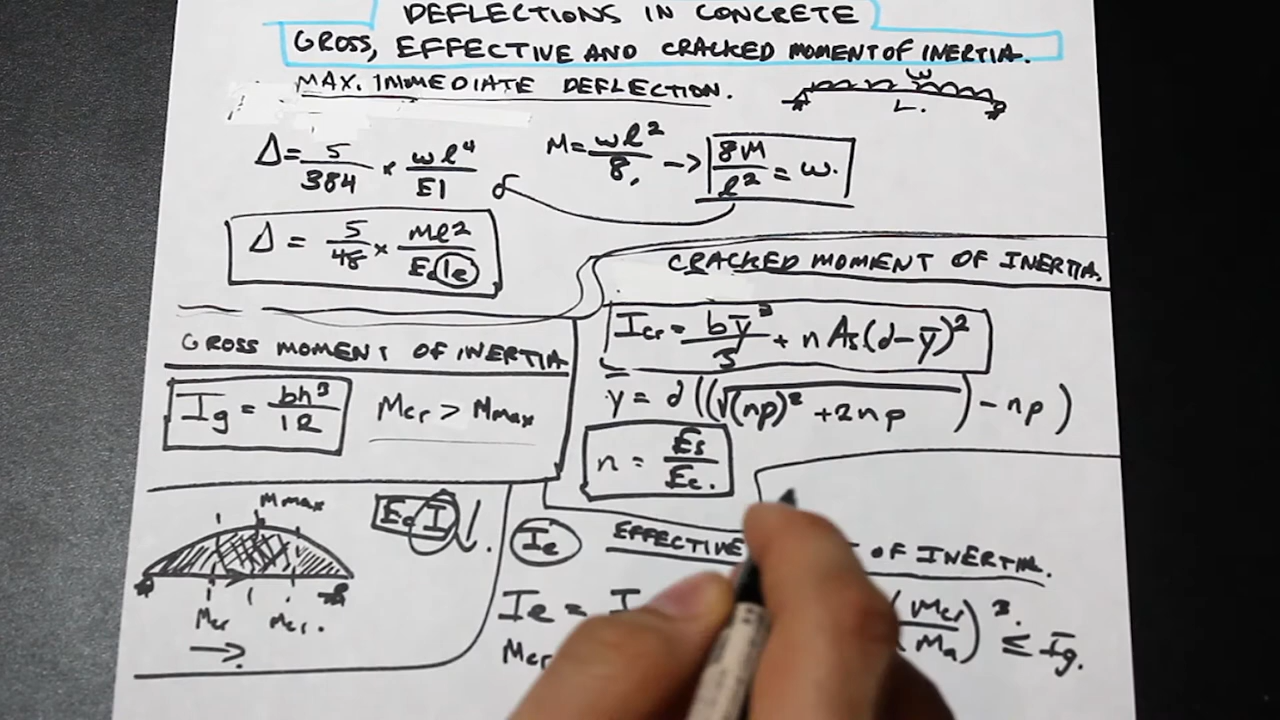 DEFLECTIONS IN CONCRETE
GROSS, EFFECTIVE AND CRACKED MOMENT OF INERTIA.
MAX. IMMEDIATE DEFLECTION.
w
L.
Δ = 5/384 × wl⁴/EI
M = wl²/8. → 8M/l² = w.
Δ = 5/48 × Ml²/EcIe
CRACKED MOMENT OF INERTIA.
Icr = bȳ³/3 + nAs(d-ȳ)²
ȳ = d((√(np)² + 2np) - np)
n = Es/Ec.
GROSS MOMENT OF INERTIA
Ig = bh³/12
Mcr > Mmax
Mmax
EcI ↓.
Mcr
Mcr.
→
Ie
EFFECTIVE OF INERTIA.
Ie = I (Mcr/Ma)³. ≤ Ig.
Mcr